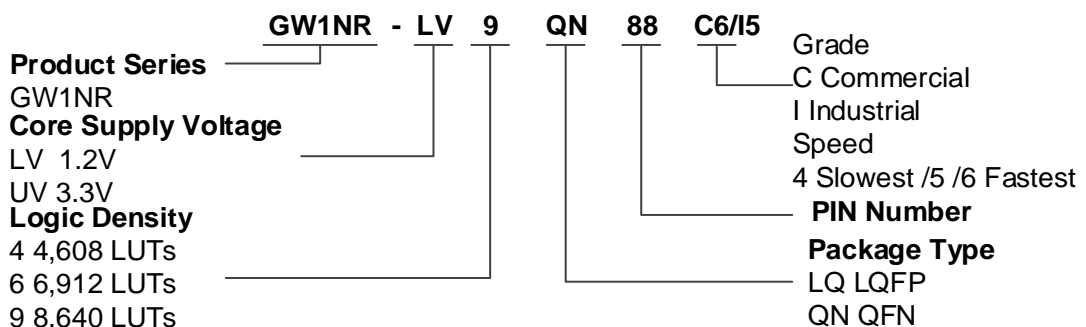 GW1NR - LV 9 QN 88 C6/I5
Product Series
GW1NR
Core Supply Voltage
LV 1.2V
UV 3.3V
Logic Density
4 4,608 LUTs
6 6,912 LUTs
9 8,640 LUTs
Grade
C Commercial
I Industrial
Speed
4 Slowest /5 /6 Fastest
PIN Number
Package Type
LQ LQFP
QN QFN